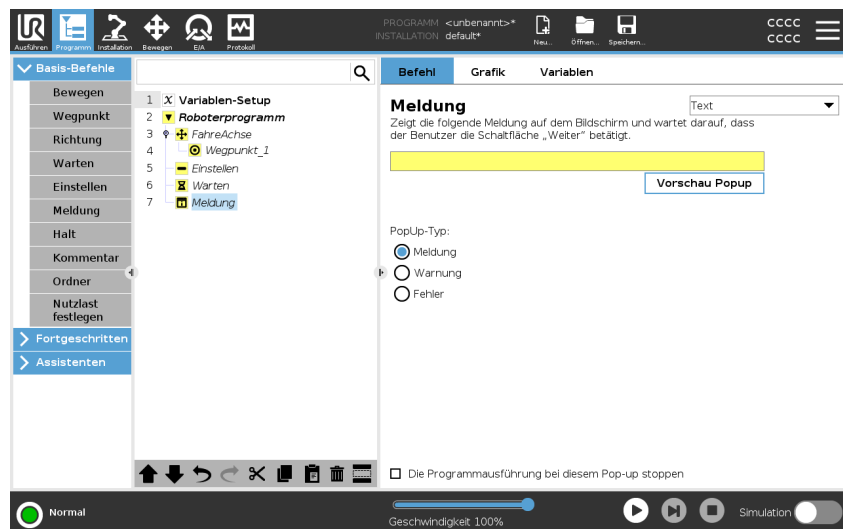 UR
PROGRAMM <unbenannt>*
INSTALLATION default*
CCCC
CCCC
Ausführen Programm Installation Bewegen E/A Protokoll Neu... Öffnen... Speichern...
Basis-Befehle
Bewegen
Wegpunkt
Richtung
Warten
Einstellen
Meldung
Halt
Kommentar
Ordner
Nutzlast
festlegen
Fortgeschritten
Assistenten
1 X Variablen-Setup
2 Roboterprogramm
3 FahreAchse
4 Wegpunkt_1
5 Einstellen
6 Warten
7 Meldung
Befehl Grafik Variablen
Meldung Text
Zeigt die folgende Meldung auf dem Bildschirm und wartet darauf, dass
der Benutzer die Schaltfläche „Weiter" betätigt.
Vorschau Popup
PopUp-Typ:
Meldung
Warnung
Fehler
Die Programmausführung bei diesem Pop-up stoppen
Normal
Geschwindigkeit 100%
Simulation